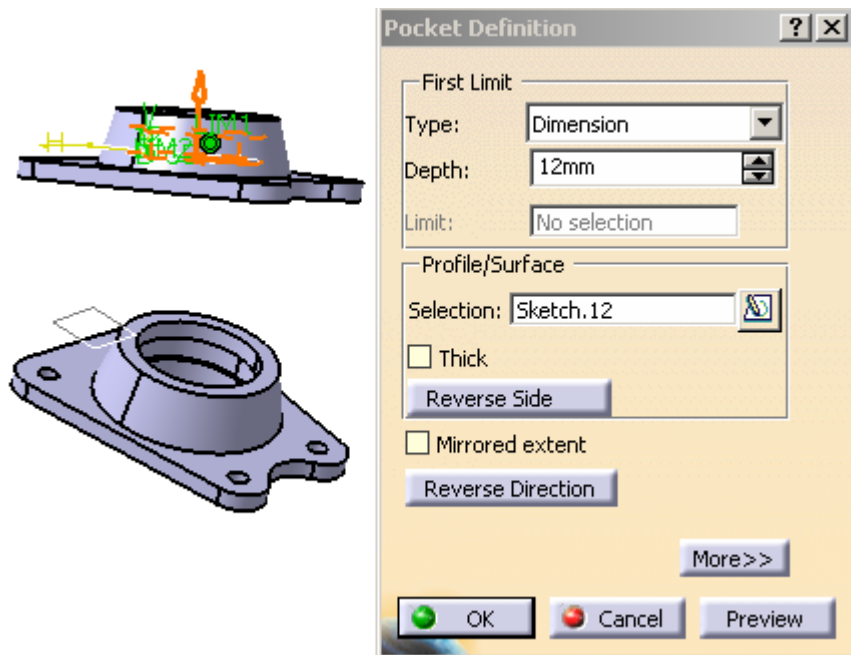 Pocket Definition
First Limit
Type: Dimension
Depth: 12mm
Limit: No selection
Profile/Surface
Selection: Sketch.12
Thick
Reverse Side
Mirrored extent
Reverse Direction
More>>
OK Cancel Preview
H
V
LIM1